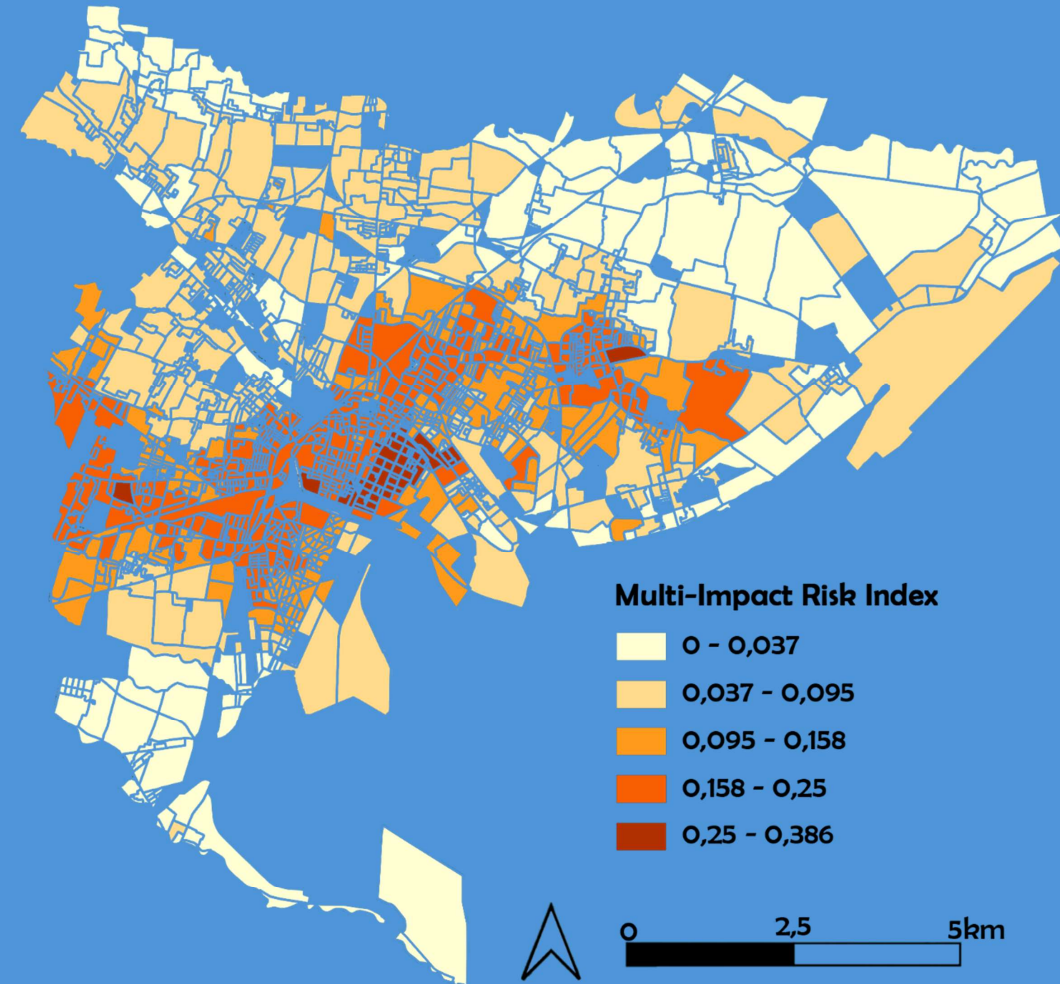 Multi-Impact Risk Index
0 - 0,037
0,037 - 0,095
0,095 - 0,158
0,158 - 0,25
0,25 - 0,386
0 2,5 5km